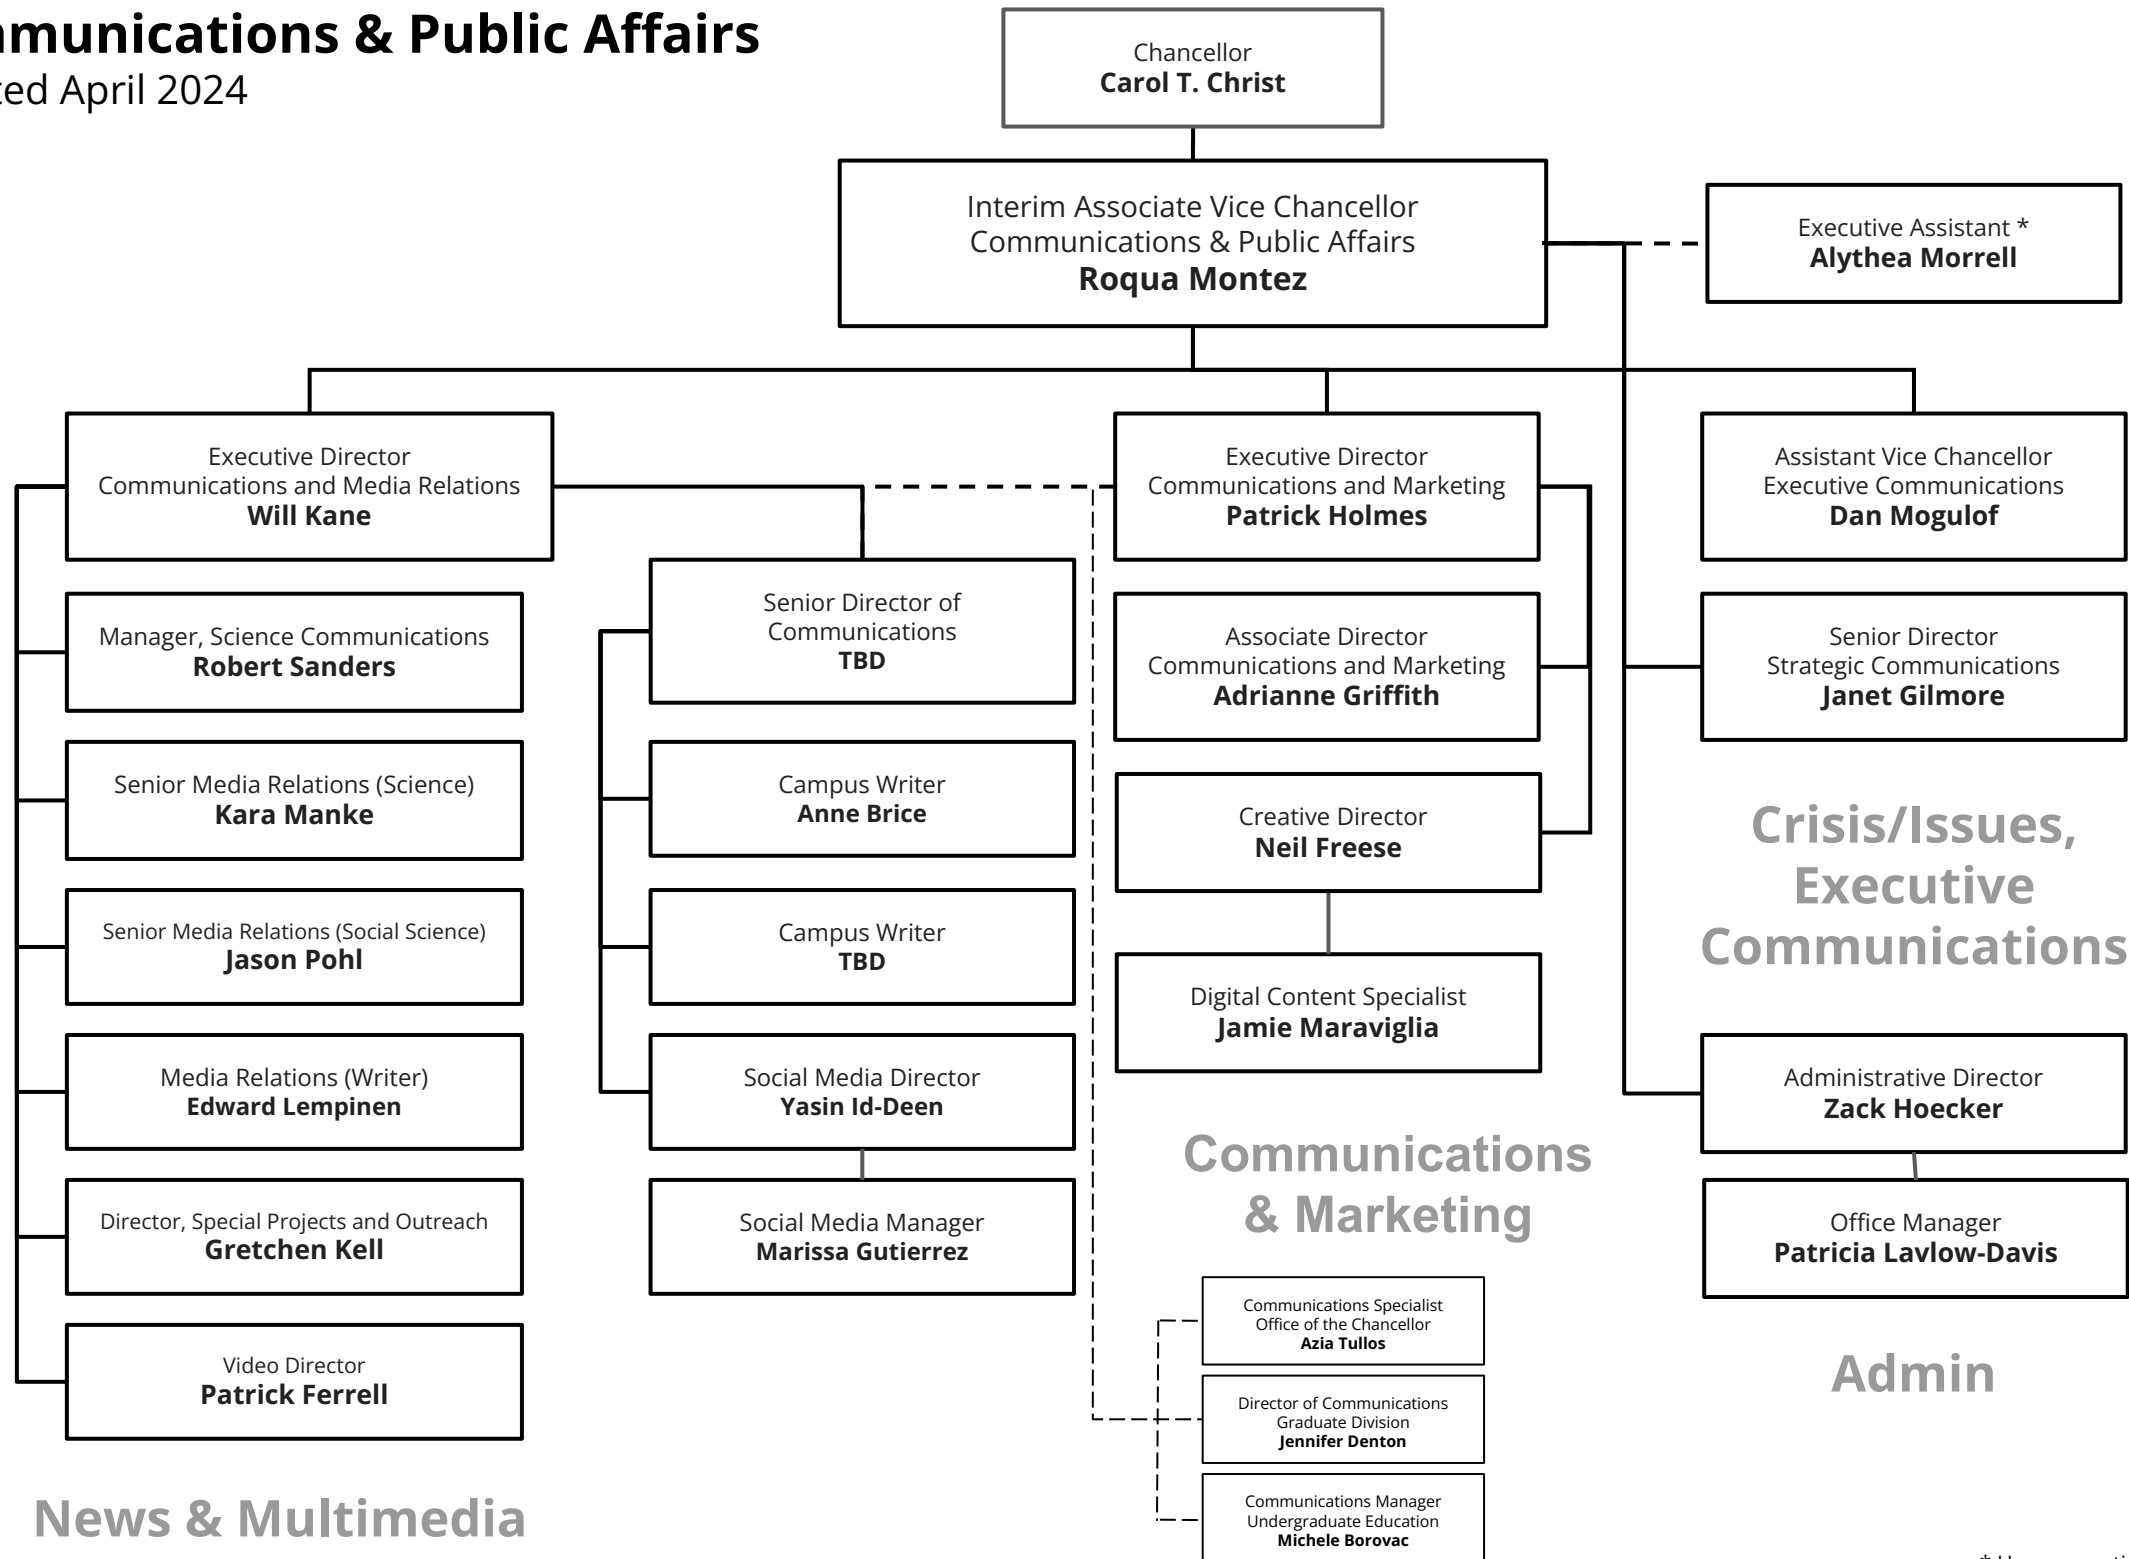 mmunications & Public Affairs
ted April 2024
Chancellor
Carol T. Christ
Interim Associate Vice Chancellor
Communications & Public Affairs
Roqua Montez
Executive Assistant *
Alythea Morrell
Executive Director
Communications and Media Relations
Will Kane
Manager, Science Communications
Robert Sanders
Senior Media Relations (Science)
Kara Manke
Senior Media Relations (Social Science)
Jason Pohl
Media Relations (Writer)
Edward Lempinen
Director, Special Projects and Outreach
Gretchen Kell
Video Director
Patrick Ferrell
News & Multimedia
Senior Director of
Communications
TBD
Campus Writer
Anne Brice
Campus Writer
TBD
Social Media Director
Yasin Id-Deen
Social Media Manager
Marissa Gutierrez
Executive Director
Communications and Marketing
Patrick Holmes
Associate Director
Communications and Marketing
Adrianne Griffith
Creative Director
Neil Freese
Digital Content Specialist
Jamie Maraviglia
Communications
& Marketing
Communications Specialist
Office of the Chancellor
Azia Tullos
Director of Communications
Graduate Division
Jennifer Denton
Communications Manager
Undergraduate Education
Michele Borovac
Assistant Vice Chancellor
Executive Communications
Dan Mogulof
Senior Director
Strategic Communications
Janet Gilmore
Crisis/Issues,
Executive
Communications
Administrative Director
Zack Hoecker
Office Manager
Patricia Lavlow-Davis
Admin